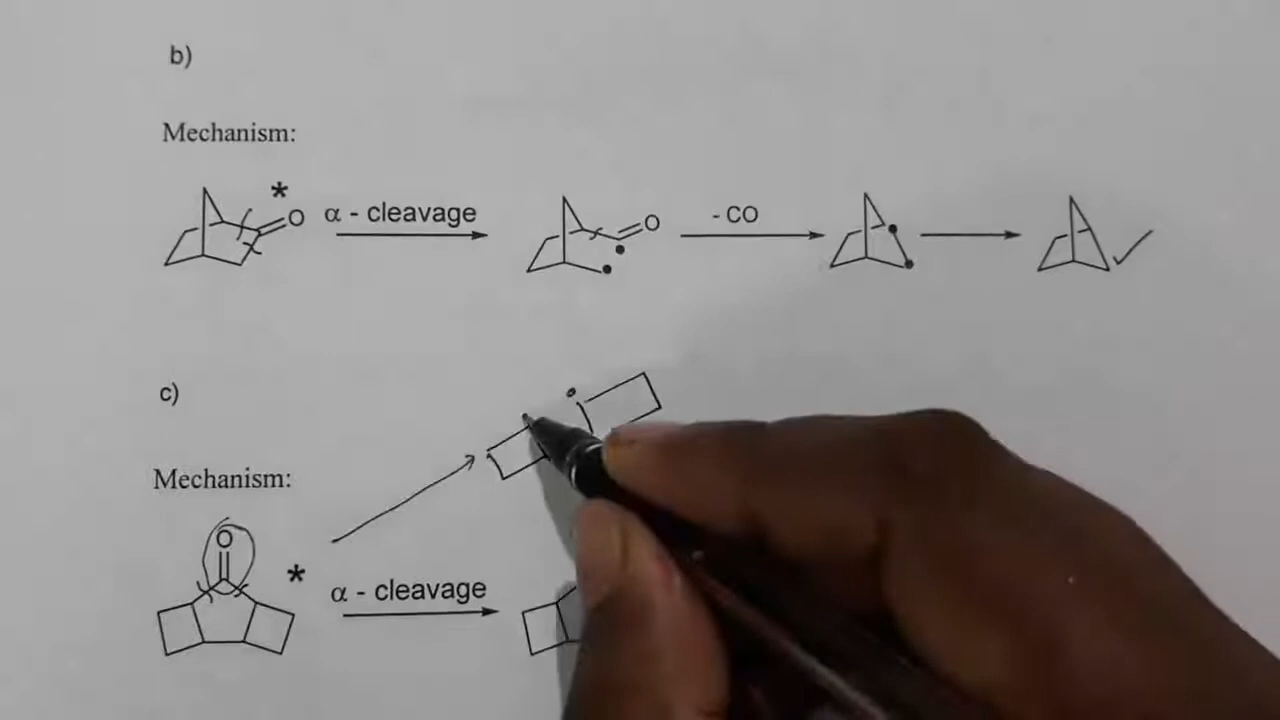 b)
Mechanism:
* O α - cleavage O - CO
c)
Mechanism:
O * α - cleavage